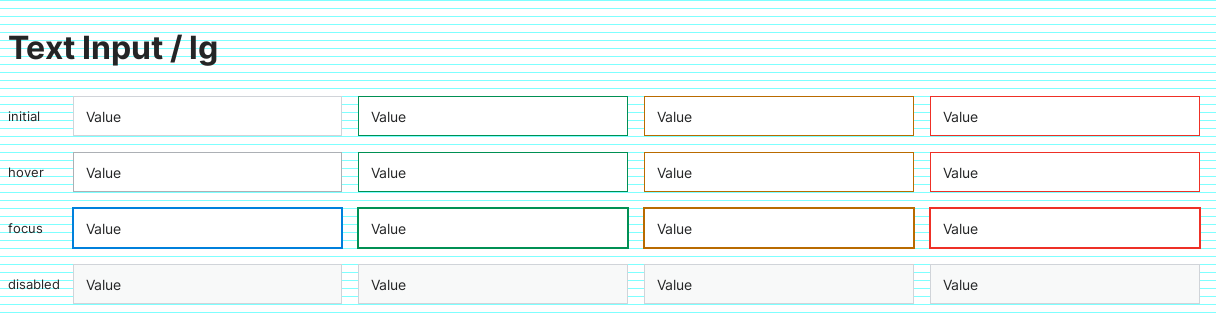 Text Input / lg
initial Value Value Value Value
hover Value Value Value Value
focus Value Value Value Value
disabled Value Value Value Value